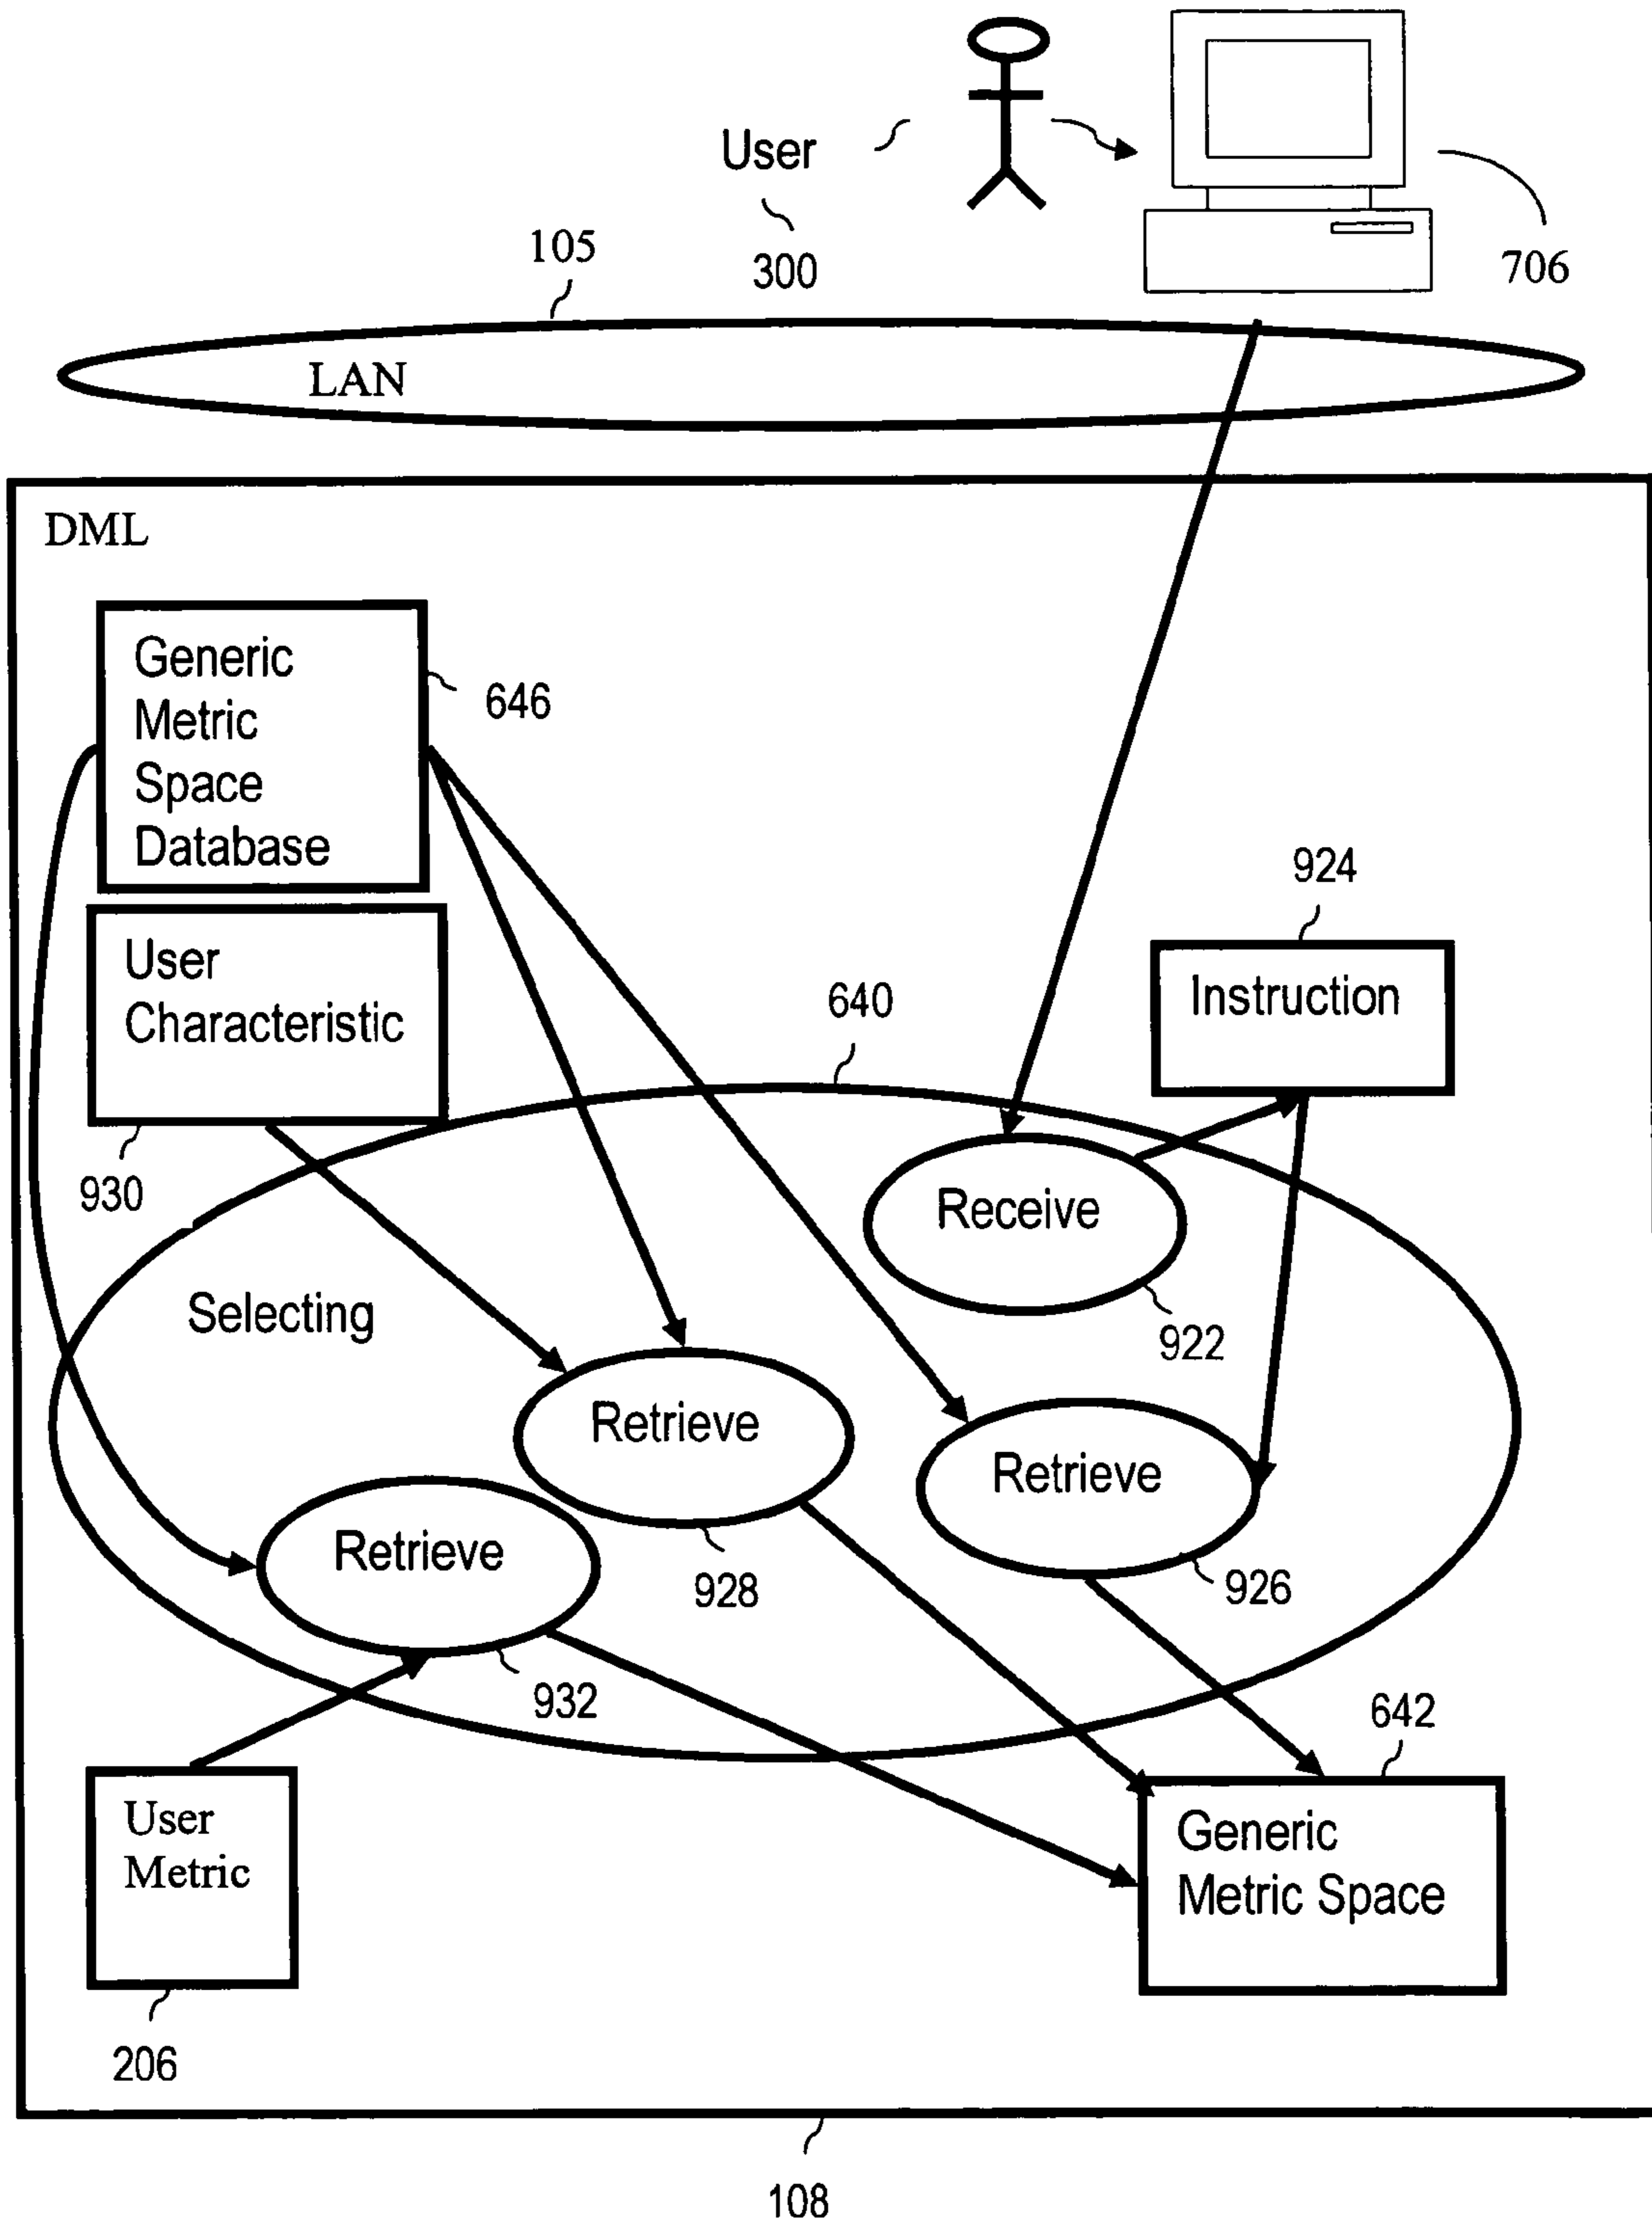 User
300
706
105
LAN
DML
Generic
Metric
Space
Database
646
User
Characteristic
930
924
Instruction
640
Receive
922
Selecting
Retrieve
928
Retrieve
926
Retrieve
932
User
Metric
206
642
Generic
Metric Space
108